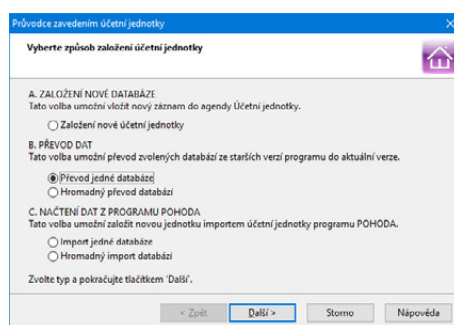 Průvodce zavedením účetní jednotky
Vyberte způsob založení účetní jednotky
A. ZALOŽENÍ NOVÉ DATABÁZE
Tato volba umožní vložit nový záznam do agendy Účetní jednotky.
Založení nové účetní jednotky
B. PŘEVOD DAT
Tato volba umožní převod zvolených databází ze starších verzí programu do aktuální verze.
Převod jedné databáze
Hromadný převod databází
C. NAČTENÍ DAT Z PROGRAMU POHODA
Tato volba umožní založit novou jednotku importem účetní jednotky programu POHODA.
Import jedné databáze
Hromadný import databází
Zvolte typ a pokračujte tlačítkem 'Další'.
< Zpět Další > Storno Nápověda